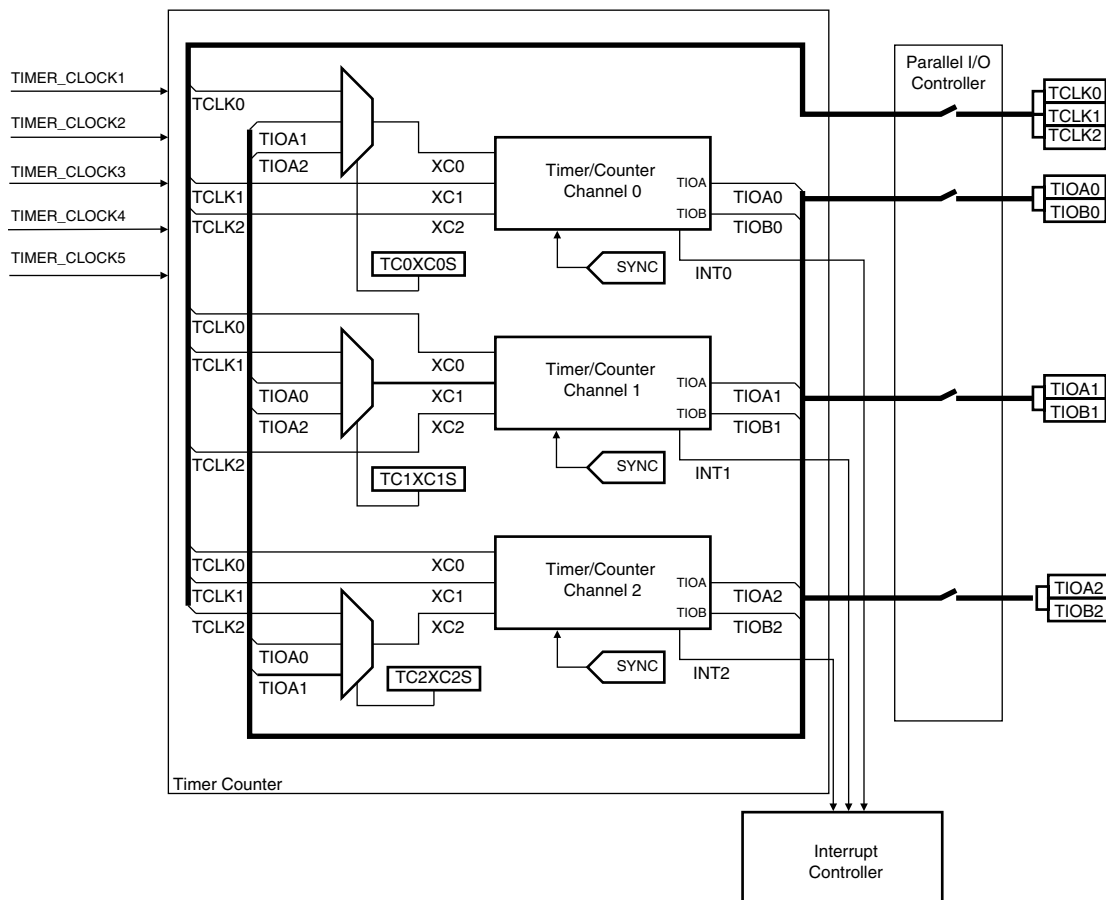 TIMER_CLOCK1
TIMER_CLOCK2
TIMER_CLOCK3
TIMER_CLOCK4
TIMER_CLOCK5
TCLK0
TIOA1
TIOA2
TCLK1
TCLK2
XC0
XC1
XC2
TC0XC0S
Timer/Counter
Channel 0
TIOA
TIOB
TIOA0
TIOB0
SYNC
INT0
TCLK0
TCLK1
TIOA0
TIOA2
TCLK2
XC0
XC1
XC2
TC1XC1S
Timer/Counter
Channel 1
TIOA
TIOB
TIOA1
TIOB1
SYNC
INT1
TCLK0
TCLK1
TCLK2
TIOA0
TIOA1
XC0
XC1
XC2
TC2XC2S
Timer/Counter
Channel 2
TIOA
TIOB
TIOA2
TIOB2
SYNC
INT2
Timer Counter
Parallel I/O
Controller
TCLK0
TCLK1
TCLK2
TIOA0
TIOB0
TIOA1
TIOB1
TIOA2
TIOB2
Interrupt
Controller